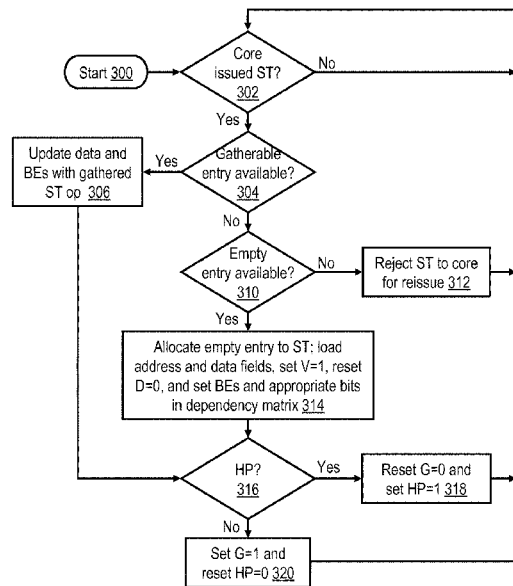 Core
issued ST?
302
Start 300
No
Yes
Update data and
BEs with gathered
ST op 306
Yes
Gatherable
entry available?
304
No
Empty
entry available?
310
No
Reject ST to core
for reissue 312
Yes
Allocate empty entry to ST: load
address and data fields, set V=1, reset
D=0, and set BEs and appropriate bits
in dependency matrix 314
HP?
316
Yes
Reset G=0 and
set HP=1 318
No
Set G=1 and
reset HP=0 320